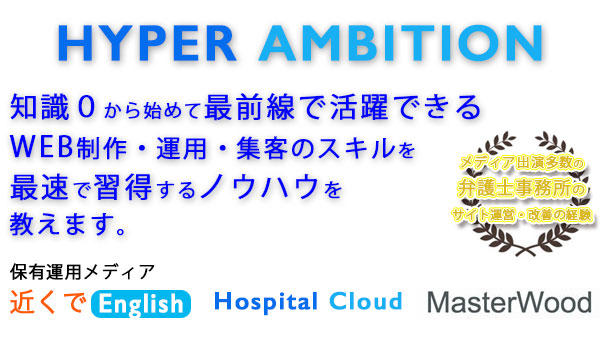 HYPER AMBITION
知識０から始めて最前線で活躍できる
WEB制作・運用・集客のスキルを
最速で習得するノウハウを
教えます。
メディア出演多数の
弁護士事務所の
サイト運営・改善の経験
保有運用メディア
近くでEnglish Hospital Cloud MasterWood